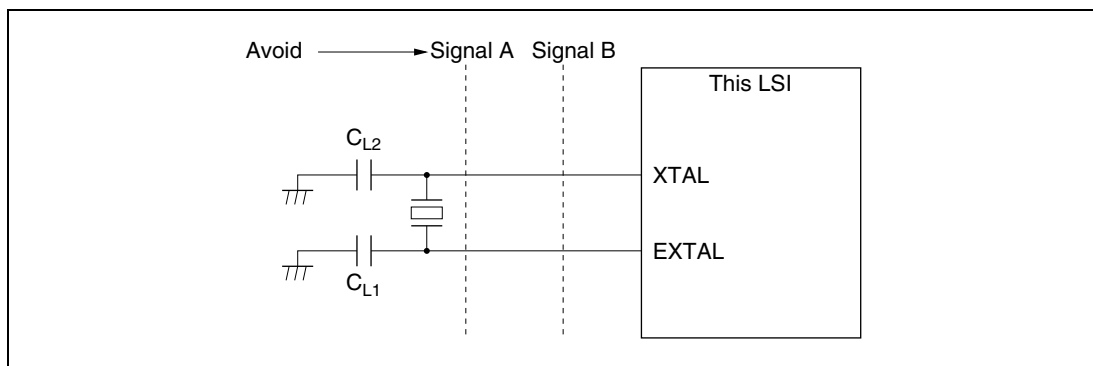 Avoid Signal A Signal B
This LSI
CL2
XTAL
EXTAL
CL1